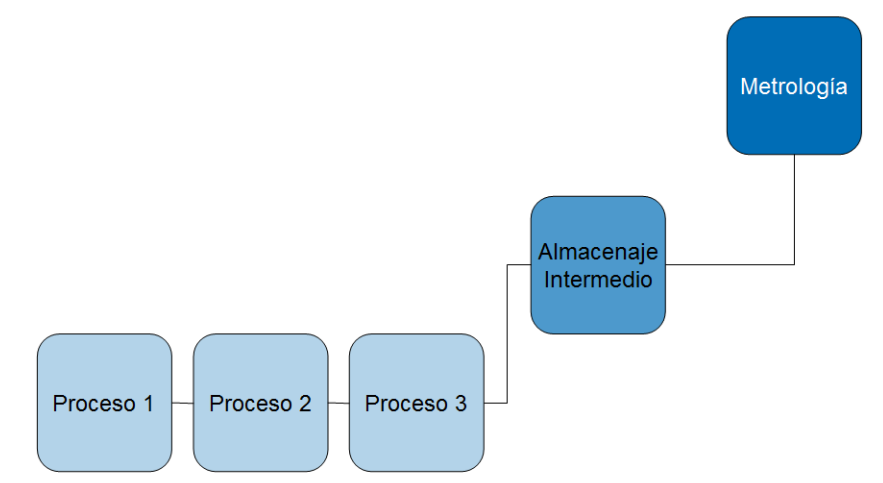 Metrología
Almacenaje
Intermedio
Proceso 1
Proceso 2
Proceso 3